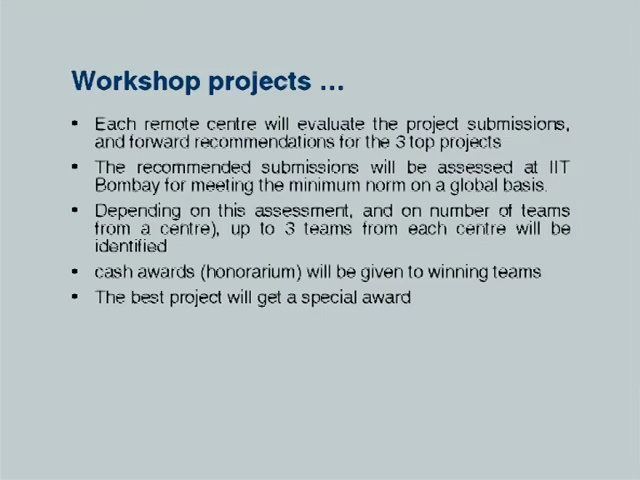 Workshop projects …
• Each remote centre will evaluate the project submissions,
and forward recommendations for the 3 top projects
• The recommended submissions will be assessed at IIT
Bombay for meeting the minimum norm on a global basis.
• Depending on this assessment, and on number of teams
from a centre), up to 3 teams from each centre will be
identified
• cash awards (honorarium) will be given to winning teams
• The best project will get a special award